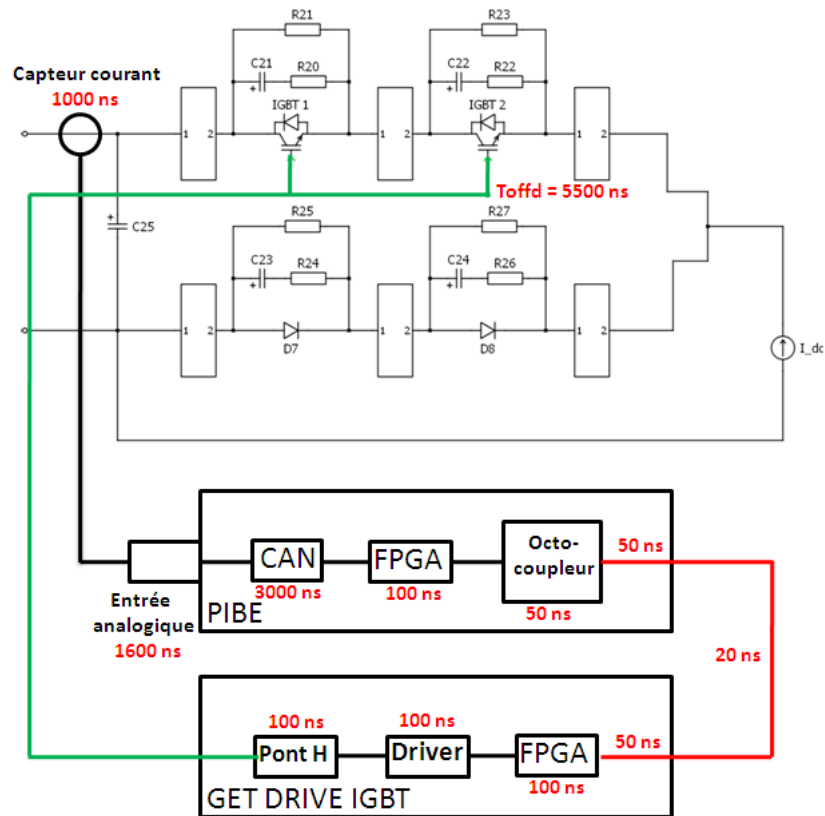 R21
R23
C21
R20
C22
R22
Capteur courant
1000 ns
IGBT 1
IGBT 2
+
+
1
2
1
2
1
2
Toffd = 5500 ns
+
C25
R25
R27
C23
R24
C24
R26
+
+
1
2
1
2
1
2
D7
D8
I_dc
CAN
3000 ns
FPGA
100 ns
Octo-
coupleur
50 ns
50 ns
Entrée
analogique
1600 ns
PIBE
20 ns
100 ns
Pont H
100 ns
Driver
FPGA
100 ns
50 ns
GET DRIVE IGBT